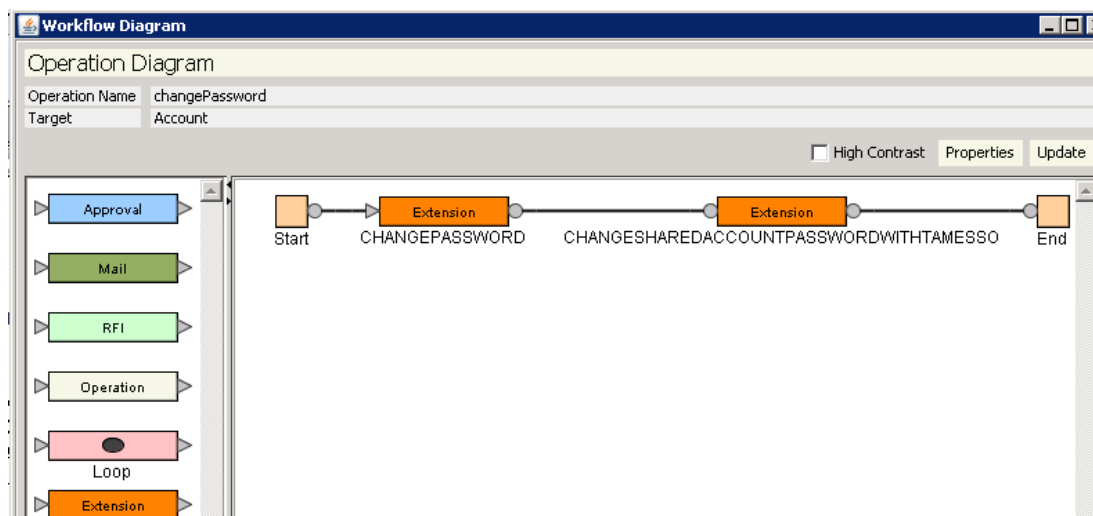 Workflow Diagram
Operation Diagram
Operation Name changePassword
Target Account
High Contrast Properties Update
Approval
Mail
RFI
Operation
Loop
Extension
Extension Extension
Start CHANGEPASSWORD CHANGESHAREDACCOUNTPASSWORDWITHTAMESSO End